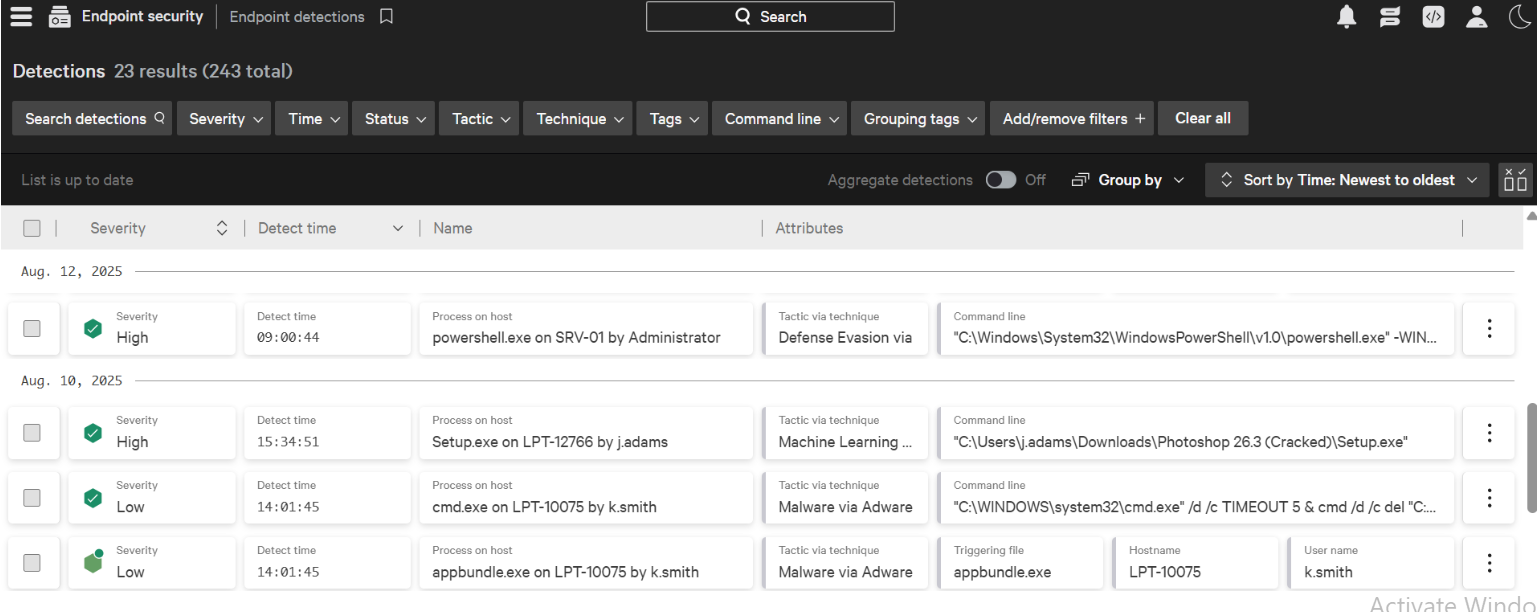 Endpoint security Endpoint detections Search
Detections 23 results (243 total)
Search detections Severity Time Status Tactic Technique Tags Command line Grouping tags Add/remove filters + Clear all
List is up to date Aggregate detections Off Group by Sort by Time: Newest to oldest
Severity Detect time Name Attributes
Aug. 12, 2025
Severity Detect time Process on host Tactic via technique Command line
High 09:00:44 powershell.exe on SRV-01 by Administrator Defense Evasion via "C:\Windows\System32\WindowsPowerShell\v1.0\powershell.exe" -WIN...
Aug. 10, 2025
Severity Detect time Process on host Tactic via technique Command line
High 15:34:51 Setup.exe on LPT-12766 by j.adams Machine Learning ... "C:\Users\j.adams\Downloads\Photoshop 26.3 (Cracked)\Setup.exe"
Severity Detect time Process on host Tactic via technique Command line
Low 14:01:45 cmd.exe on LPT-10075 by k.smith Malware via Adware "C:\WINDOWS\system32\cmd.exe" /d /c TIMEOUT 5 & cmd /d /c del "C:...
Severity Detect time Process on host Tactic via technique Triggering file Hostname User name
Low 14:01:45 appbundle.exe on LPT-10075 by k.smith Malware via Adware appbundle.exe LPT-10075 k.smith
Activate Windo